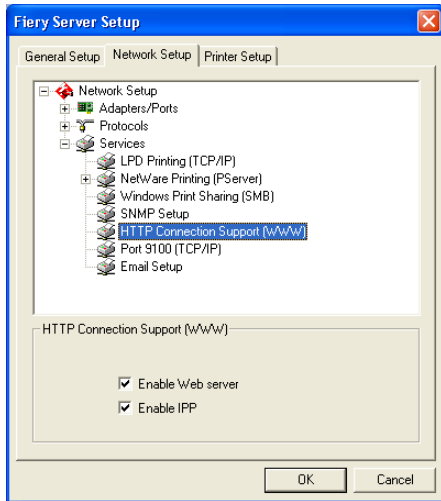 Fiery Server Setup
General Setup Network Setup Printer Setup
Network Setup
Adapters/Ports
Protocols
Services
LPD Printing (TCP/IP)
NetWare Printing (PServer)
Windows Print Sharing (SMB)
SNMP Setup
HTTP Connection Support (WWW)
Port 9100 (TCP/IP)
Email Setup
HTTP Connection Support (WWW)
Enable Web server
Enable IPP
OK Cancel